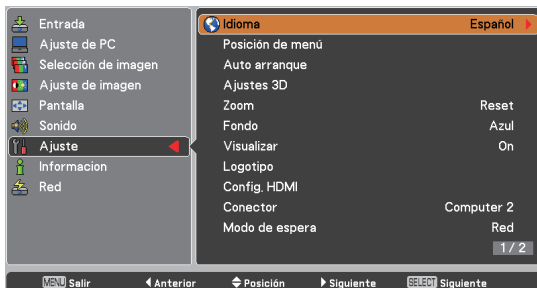 Entrada
Ajuste de PC
Selección de imagen
Ajuste de imagen
Pantalla
Sonido
Ajuste
Informacion
Red
Idioma Español
Posición de menú
Auto arranque
Ajustes 3D
Zoom Reset
Fondo Azul
Visualizar On
Logotipo
Config. HDMI
Conector Computer 2
Modo de espera Red
1 / 2
MENU Salir Anterior Posición Siguiente SELECT Siguiente